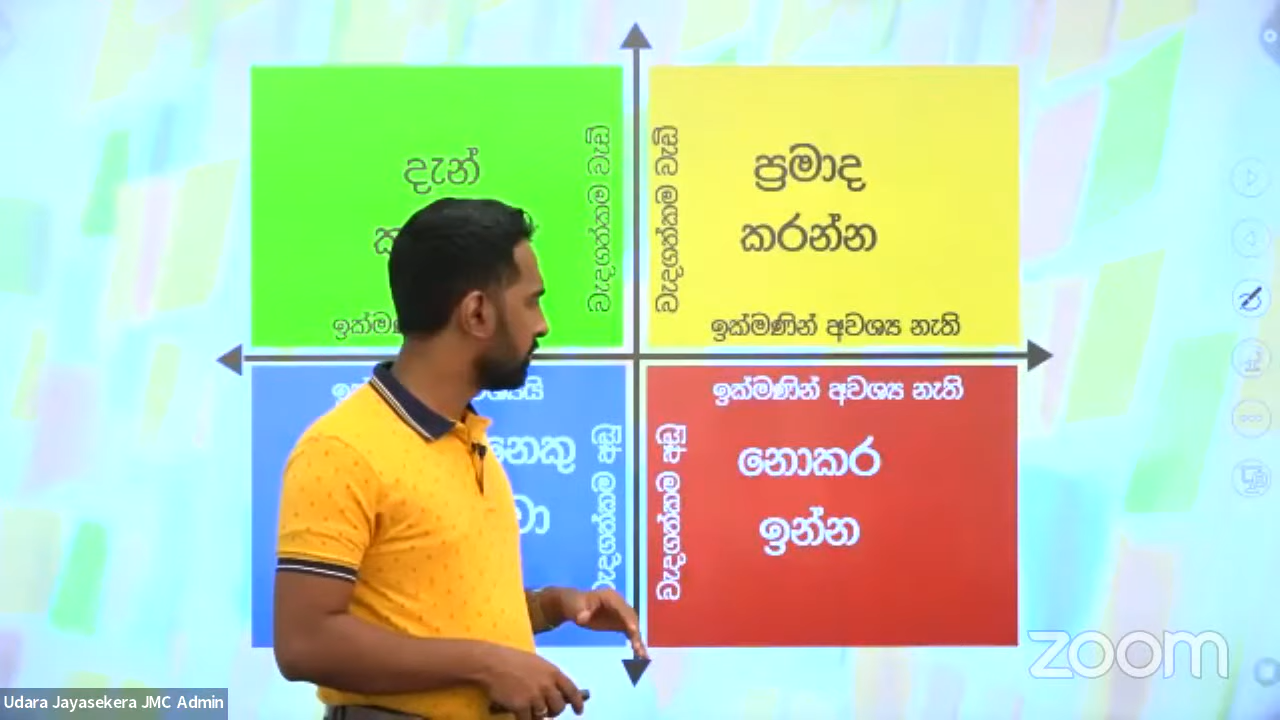 දැන්
ප්‍රමාද
කරන්න
වැදගත්කම වැඩි
වැදගත්කම වැඩි
ඉක්මණින් අවශ්‍ය නැති
ඉක්මණින් අවශ්‍ය නැති
වැදගත්කම අඩු
වැදගත්කම අඩු
නොකර
ඉන්න
zoom
Udara Jayasekera JMC Admin